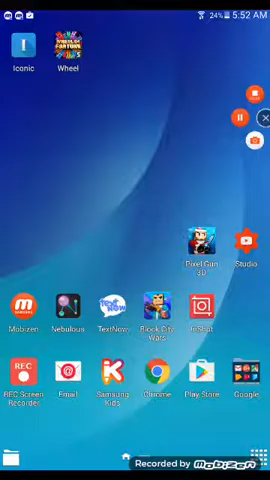 24% 5:52 AM
Iconic Wheel
Pixel Gun 3D Studio
Mobizen Nebulous TextNow Block City Wars InShot
REC Screen Recorder Email Samsung Kids Chrome Play Store Google
Recorded by mobizen